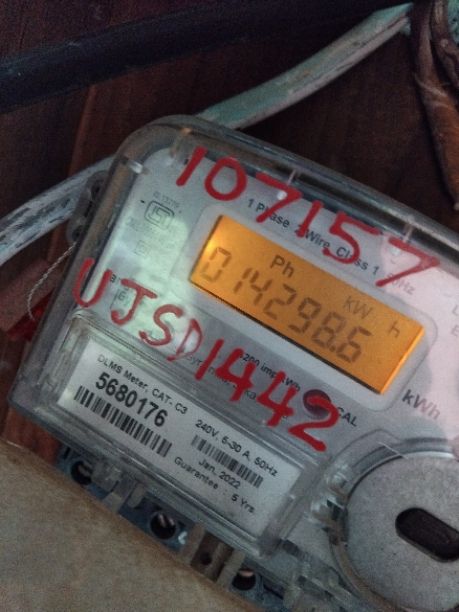 107157
1 Phase 2 Wire, Class 1, 50Hz
Ph kW h
014298.6
kWh
UJSD1442
CAL
DLMS Meter, CAT- C3
5680176
240V, 5-30 A, 50Hz
Jan. 2022
Guarantee 5 Yrs.